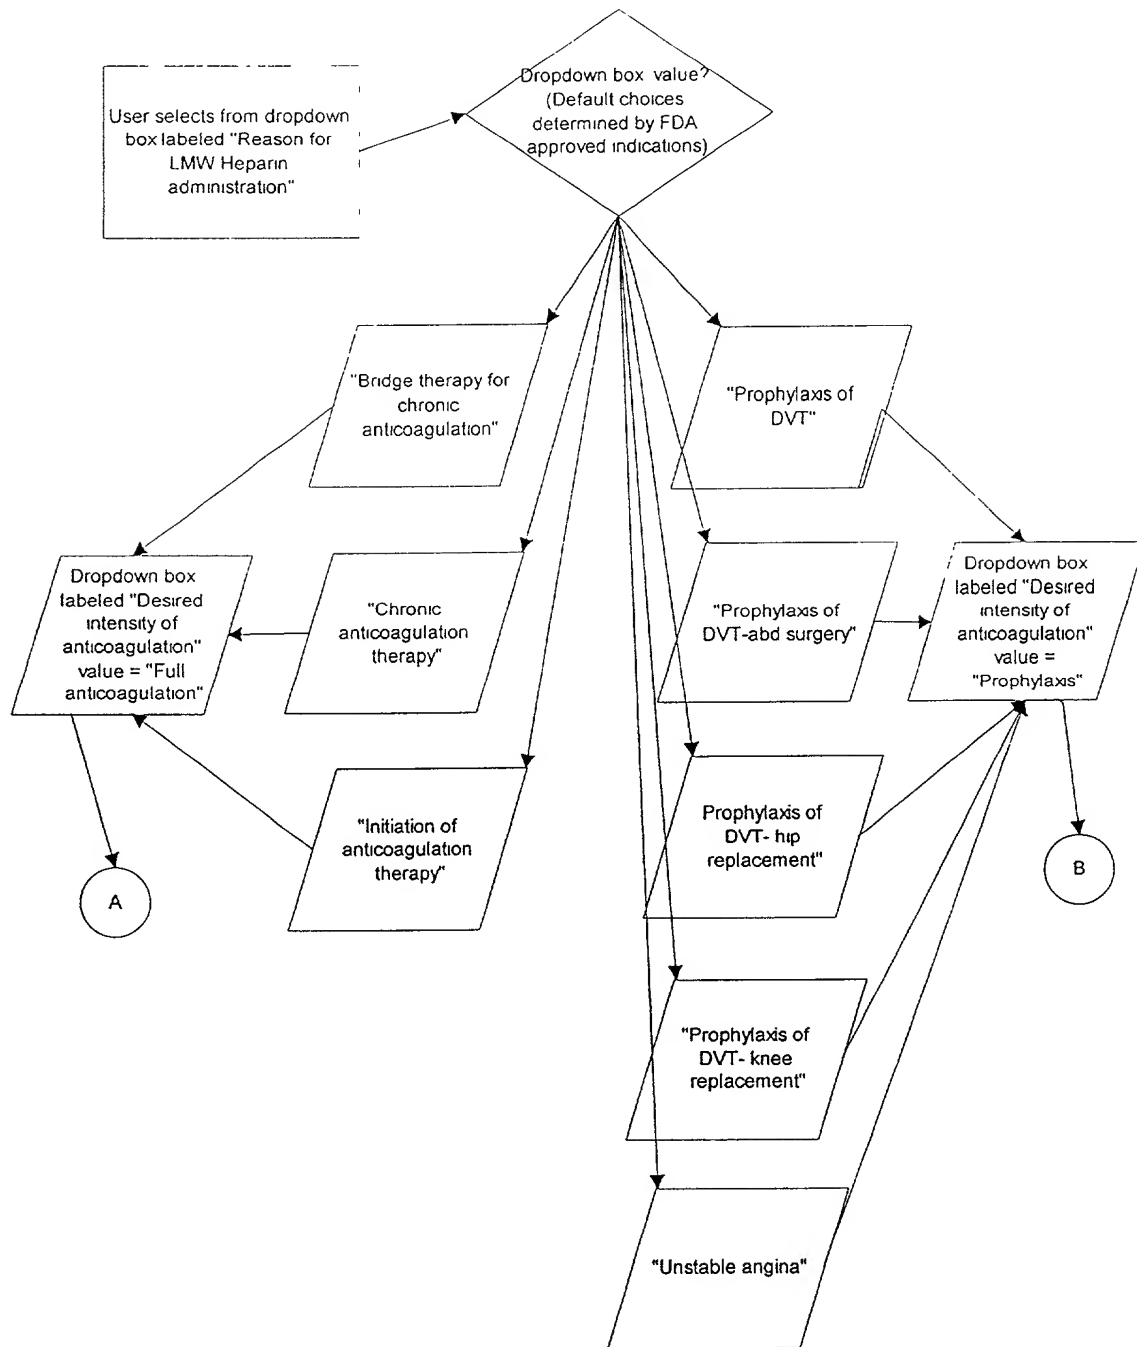 Dropdown box value?
(Default choices
determined by FDA
approved indications)
User selects from dropdown
box labeled "Reason for
LMW Heparin
administration"
"Bridge therapy for
chronic
anticoagulation"
"Prophylaxis of
DVT"
Dropdown box
labeled "Desired
intensity of
anticoagulation"
value = "Full
anticoagulation"
"Chronic
anticoagulation
therapy"
"Prophylaxis of
DVT-abd surgery"
Dropdown box
labeled "Desired
intensity of
anticoagulation"
value =
"Prophylaxis"
"Initiation of
anticoagulation
therapy"
Prophylaxis of
DVT- hip
replacement"
A
B
"Prophylaxis of
DVT- knee
replacement"
"Unstable angina"